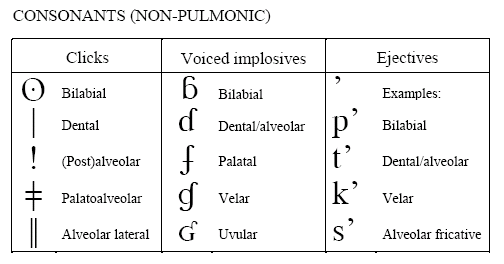 CONSONANTS (NON-PULMONIC)
Clicks Voiced implosives Ejectives
ʘ Bilabial ɓ Bilabial ʼ Examples:
ǀ Dental ɗ Dental/alveolar pʼ Bilabial
ǃ (Post)alveolar ʄ Palatal tʼ Dental/alveolar
ǂ Palatoalveolar ɠ Velar kʼ Velar
ǁ Alveolar lateral ʛ Uvular sʼ Alveolar fricative